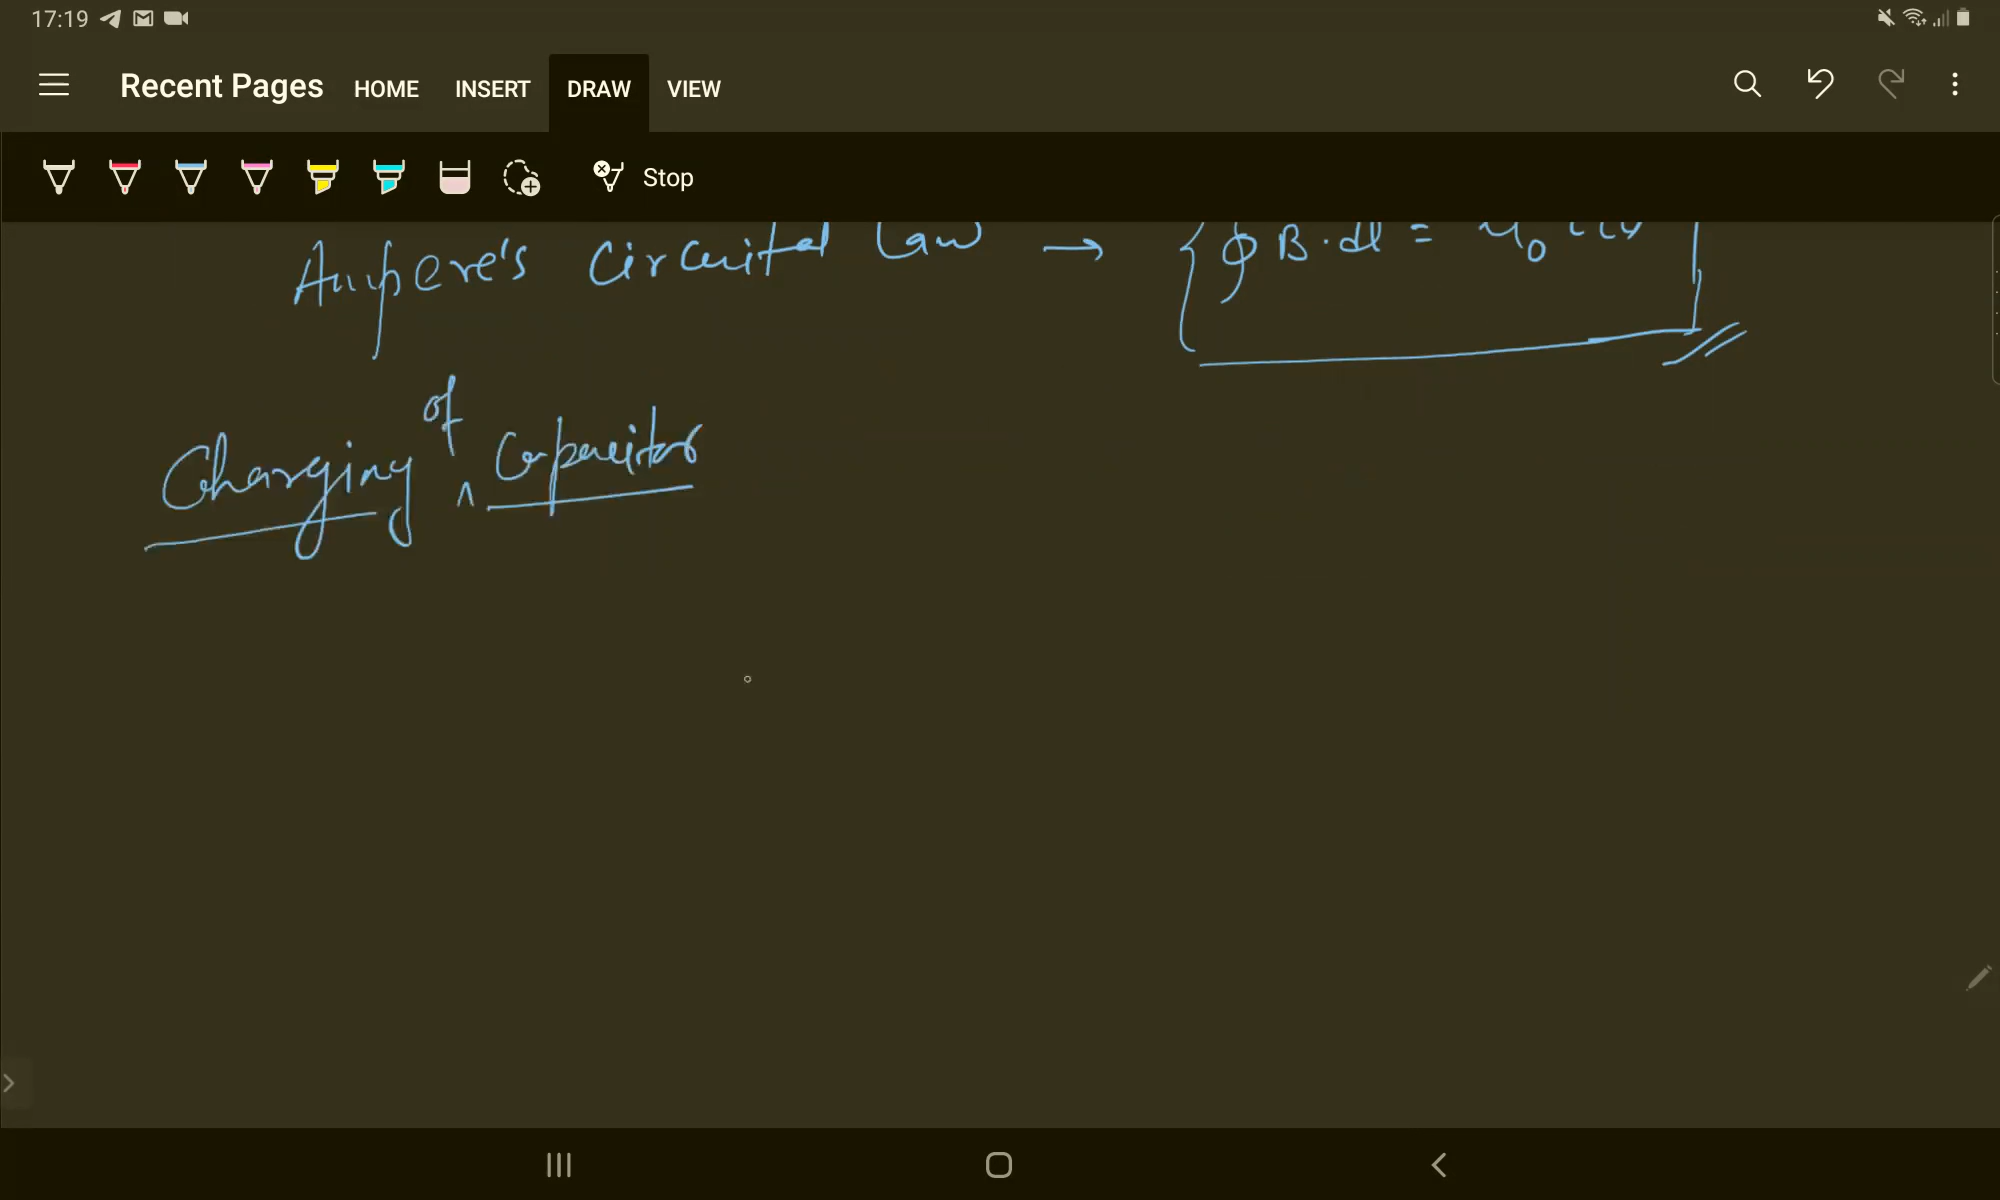 17:19
Recent Pages HOME INSERT DRAW VIEW
Stop
Ampere's Circuital Law → ∮ B·dl = μ₀
Charging of ^ Capacitor